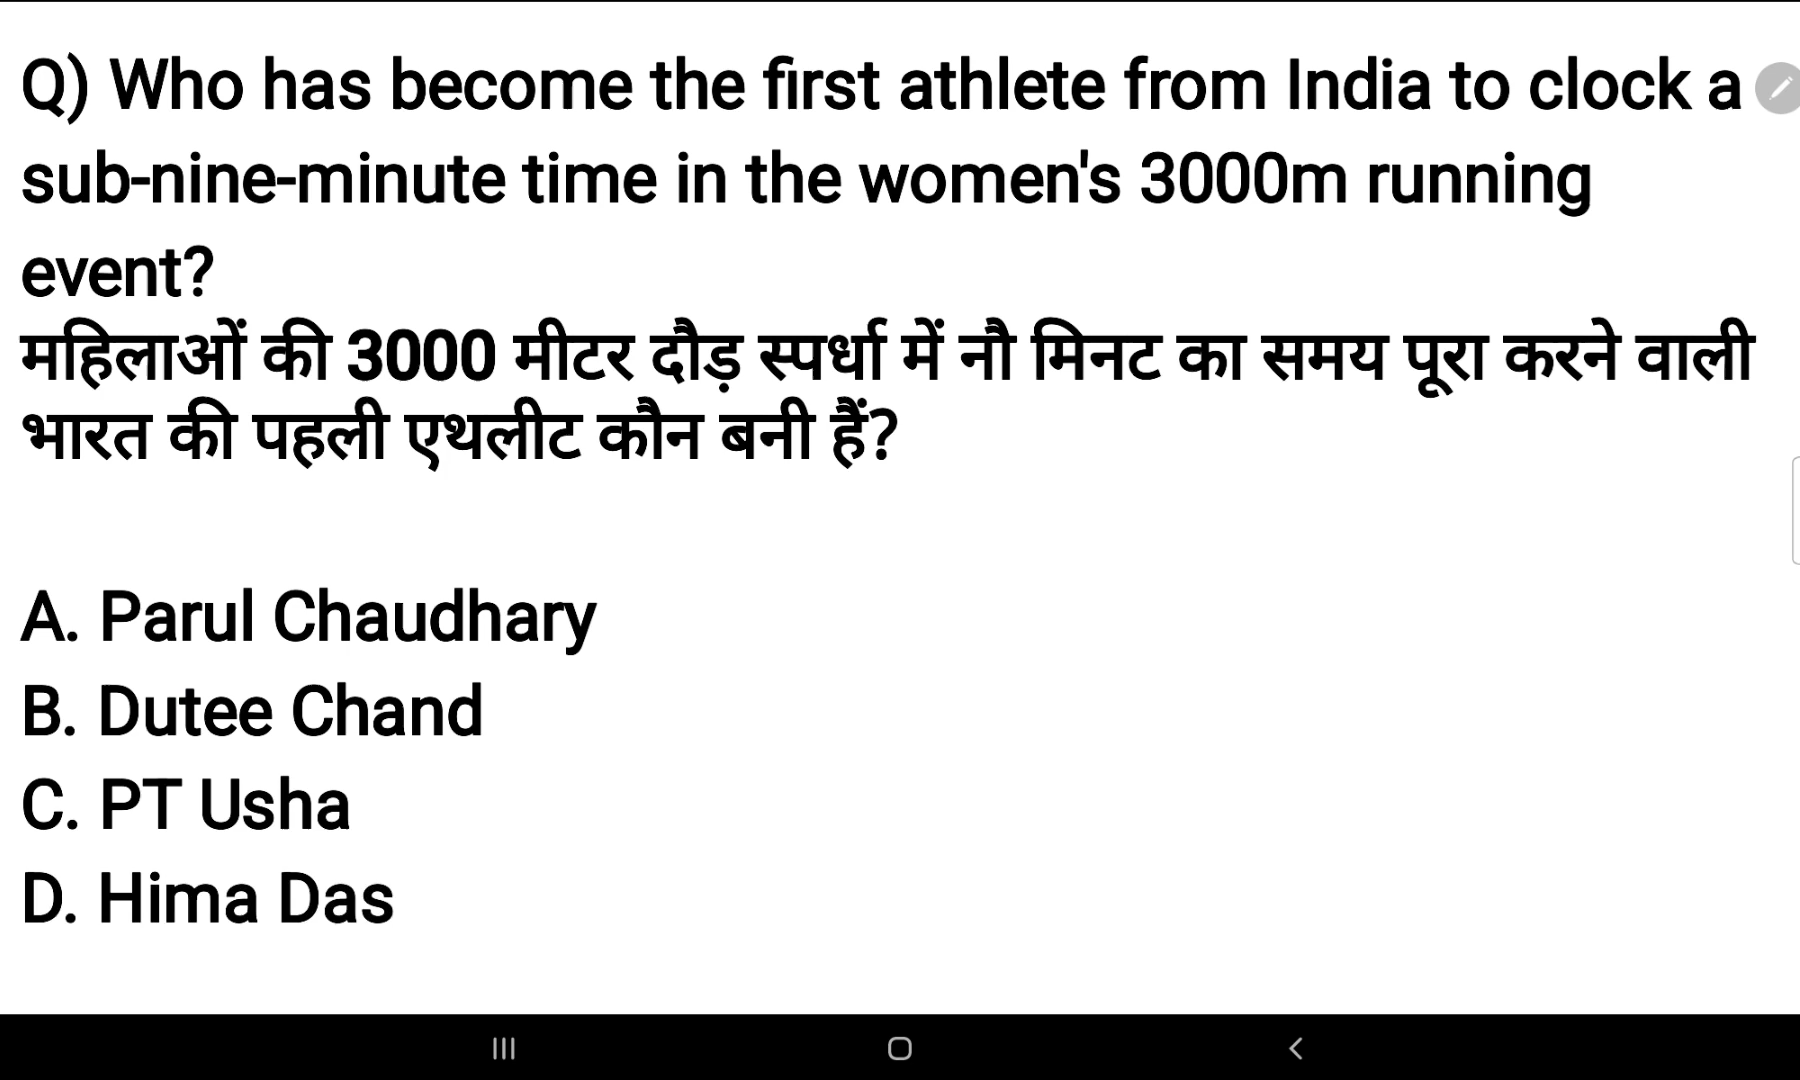 Q) Who has become the first athlete from India to clock a
sub-nine-minute time in the women's 3000m running
event?
महिलाओं की 3000 मीटर दौड़ स्पर्धा में नौ मिनट का समय पूरा करने वाली
भारत की पहली एथलीट कौन बनी हैं?
A. Parul Chaudhary
B. Dutee Chand
C. PT Usha
D. Hima Das